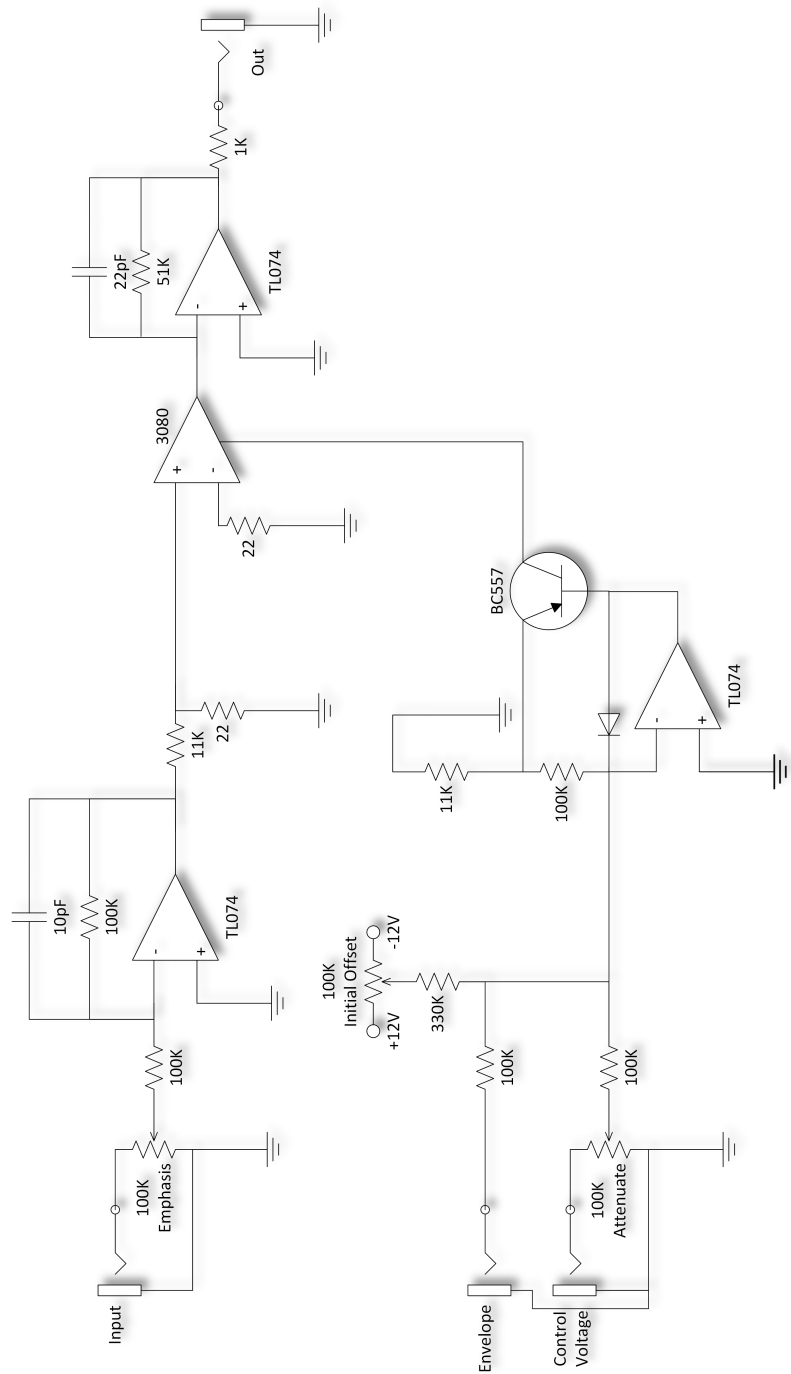 Input
100K
Emphasis
100K
-
+
TL074
10pF
100K
11K
22
22
+
-
3080
-
+
TL074
22pF
51K
1K
Out
Envelope
Control
Voltage
100K
Attenuate
100K
100K
+12V
100K
Initial Offset
-12V
330K
11K
100K
-
+
TL074
BC557